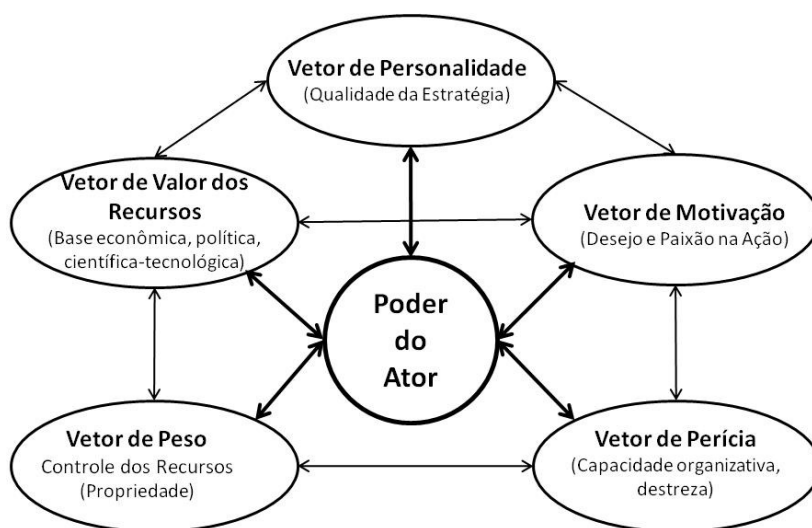 Vetor de Personalidade
(Qualidade da Estratégia)
Vetor de Valor dos
Recursos
(Base econômica, política,
científica-tecnológica)
Vetor de Motivação
(Desejo e Paixão na Ação)
Poder
do
Ator
Vetor de Peso
Controle dos Recursos
(Propriedade)
Vetor de Perícia
(Capacidade organizativa,
destreza)